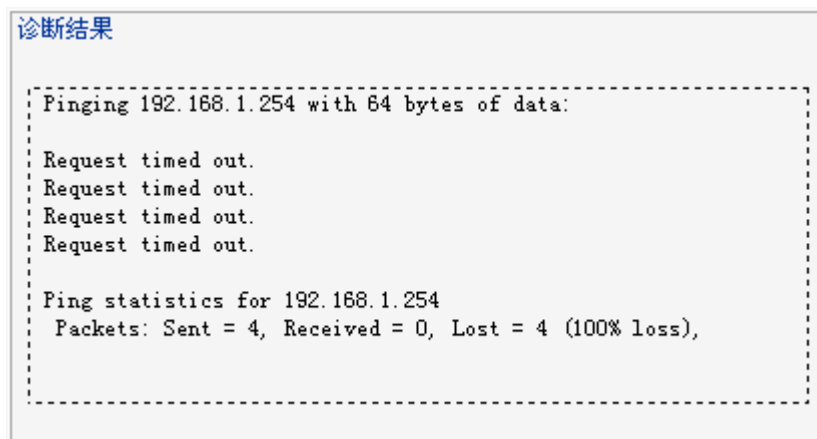 诊断结果
Pinging 192.168.1.254 with 64 bytes of data:
Request timed out.
Request timed out.
Request timed out.
Request timed out.
Ping statistics for 192.168.1.254
Packets: Sent = 4, Received = 0, Lost = 4 (100% loss),